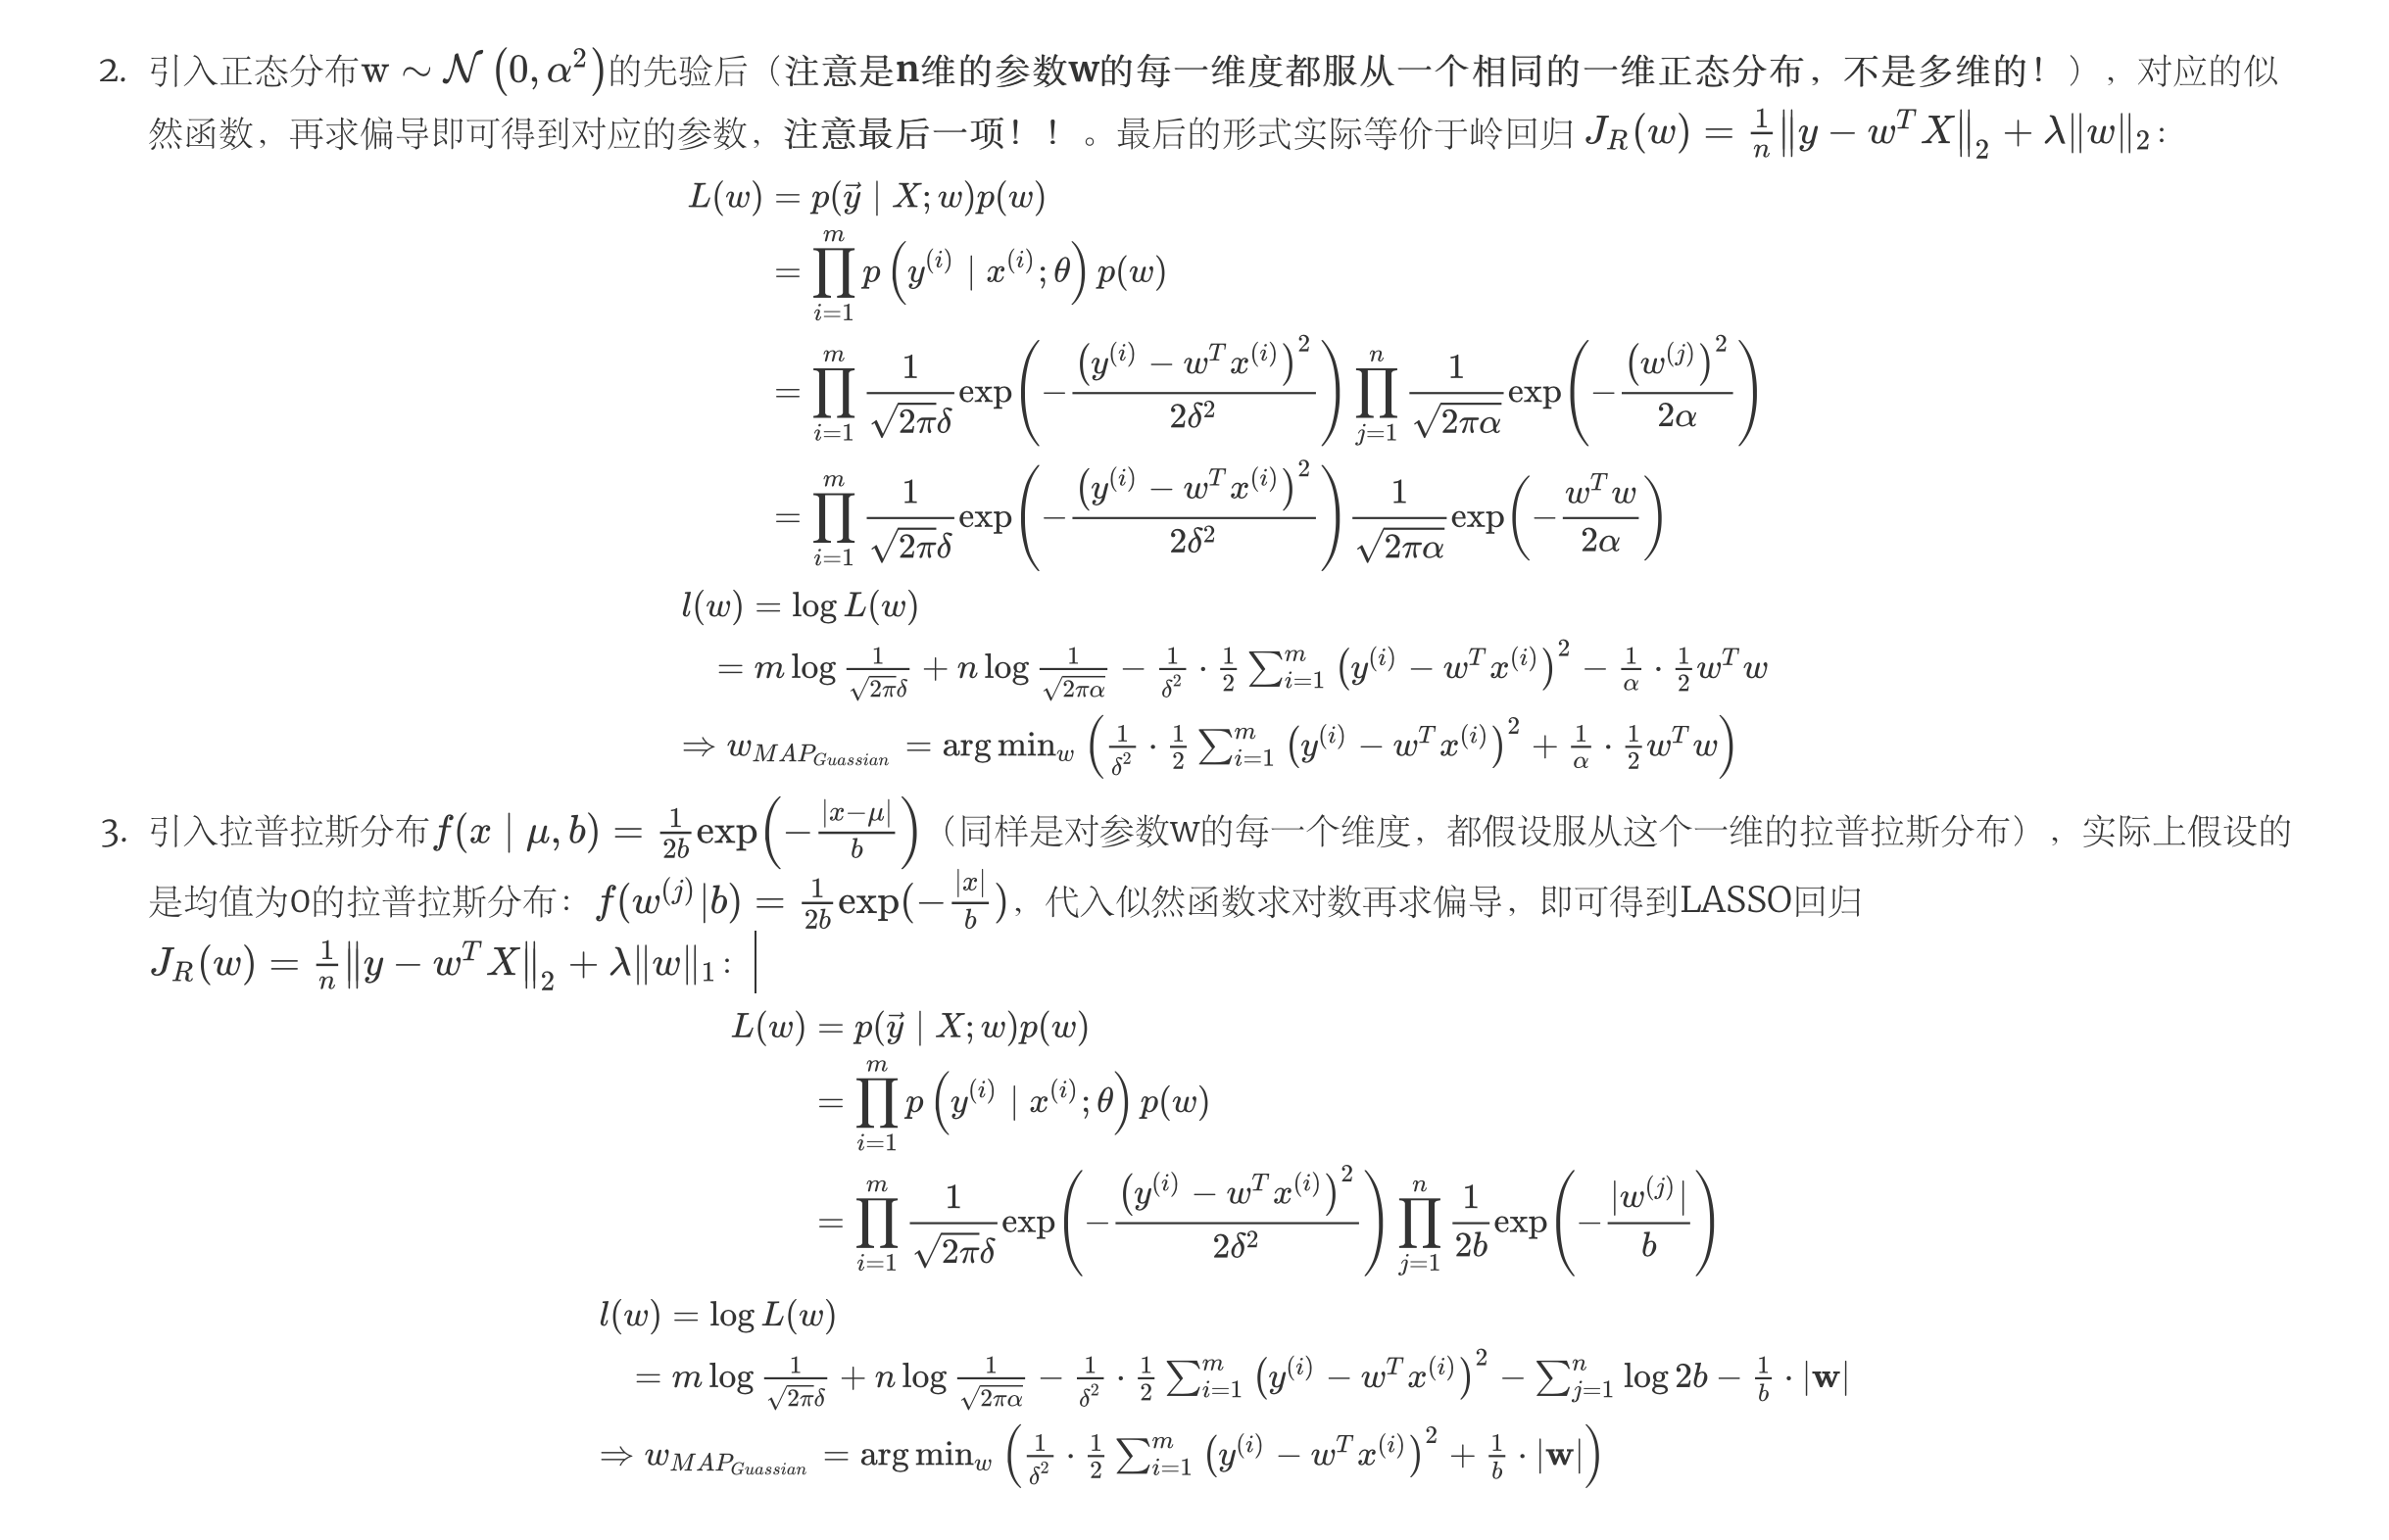 2. 引入正态分布$\mathrm{w} \sim \mathcal{N}\left(0, \alpha^{2}\right)$的先验后（注意是n维的参数w的每一维度都服从一个相同的一维正态分布，不是多维的！），对应的似
然函数，再求偏导即可得到对应的参数，注意最后一项！！。最后的形式实际等价于岭回归 $J_{R}(w)=\frac{1}{n}\left\|y-w^{T} X\right\|_{2}+\lambda\|w\|_{2}$：
$L(w)=p(\vec{y} \mid X ; w) p(w)$
$=\prod_{i=1}^{m} p\left(y^{(i)} \mid x^{(i)} ; \theta\right) p(w)$
$=\prod_{i=1}^{m} \frac{1}{\sqrt{2 \pi} \delta} \exp \left(-\frac{\left(y^{(i)}-w^{T} x^{(i)}\right)^{2}}{2 \delta^{2}}\right) \prod_{j=1}^{n} \frac{1}{\sqrt{2 \pi \alpha}} \exp \left(-\frac{\left(w^{(j)}\right)^{2}}{2 \alpha}\right)$
$=\prod_{i=1}^{m} \frac{1}{\sqrt{2 \pi} \delta} \exp \left(-\frac{\left(y^{(i)}-w^{T} x^{(i)}\right)^{2}}{2 \delta^{2}}\right) \frac{1}{\sqrt{2 \pi \alpha}} \exp \left(-\frac{w^{T} w}{2 \alpha}\right)$
$l(w)=\log L(w)$
$=m \log \frac{1}{\sqrt{2 \pi} \delta}+n \log \frac{1}{\sqrt{2 \pi \alpha}}-\frac{1}{\delta^{2}} \cdot \frac{1}{2} \sum_{i=1}^{m}\left(y^{(i)}-w^{T} x^{(i)}\right)^{2}-\frac{1}{\alpha} \cdot \frac{1}{2} w^{T} w$
$\Rightarrow w_{MAP_{Guassian}}=\arg \min _{w}\left(\frac{1}{\delta^{2}} \cdot \frac{1}{2} \sum_{i=1}^{m}\left(y^{(i)}-w^{T} x^{(i)}\right)^{2}+\frac{1}{\alpha} \cdot \frac{1}{2} w^{T} w\right)$
3. 引入拉普拉斯分布$f(x \mid \mu, b)=\frac{1}{2 b} \exp \left(-\frac{|x-\mu|}{b}\right)$（同样是对参数w的每一个维度，都假设服从这个一维的拉普拉斯分布），实际上假设的
是均值为0的拉普拉斯分布：$f(w^{(j)}|b)=\frac{1}{2 b} \exp (-\frac{|x|}{b})$，代入似然函数求对数再求偏导，即可得到LASSO回归
$J_{R}(w)=\frac{1}{n}\left\|y-w^{T} X\right\|_{2}+\lambda\|w\|_{1}$：
$L(w)=p(\vec{y} \mid X ; w) p(w)$
$=\prod_{i=1}^{m} p\left(y^{(i)} \mid x^{(i)} ; \theta\right) p(w)$
$=\prod_{i=1}^{m} \frac{1}{\sqrt{2 \pi} \delta} \exp \left(-\frac{\left(y^{(i)}-w^{T} x^{(i)}\right)^{2}}{2 \delta^{2}}\right) \prod_{j=1}^{n} \frac{1}{2 b} \exp \left(-\frac{|w^{(j)}|}{b}\right)$
$l(w)=\log L(w)$
$=m \log \frac{1}{\sqrt{2 \pi} \delta}+n \log \frac{1}{\sqrt{2 \pi \alpha}}-\frac{1}{\delta^{2}} \cdot \frac{1}{2} \sum_{i=1}^{m}\left(y^{(i)}-w^{T} x^{(i)}\right)^{2}-\sum_{j=1}^{n} \log 2 b-\frac{1}{b} \cdot|\mathbf{w}|$
$\Rightarrow w_{MAP_{Guassian}}=\arg \min _{w}\left(\frac{1}{\delta^{2}} \cdot \frac{1}{2} \sum_{i=1}^{m}\left(y^{(i)}-w^{T} x^{(i)}\right)^{2}+\frac{1}{b} \cdot|\mathbf{w}|\right)$